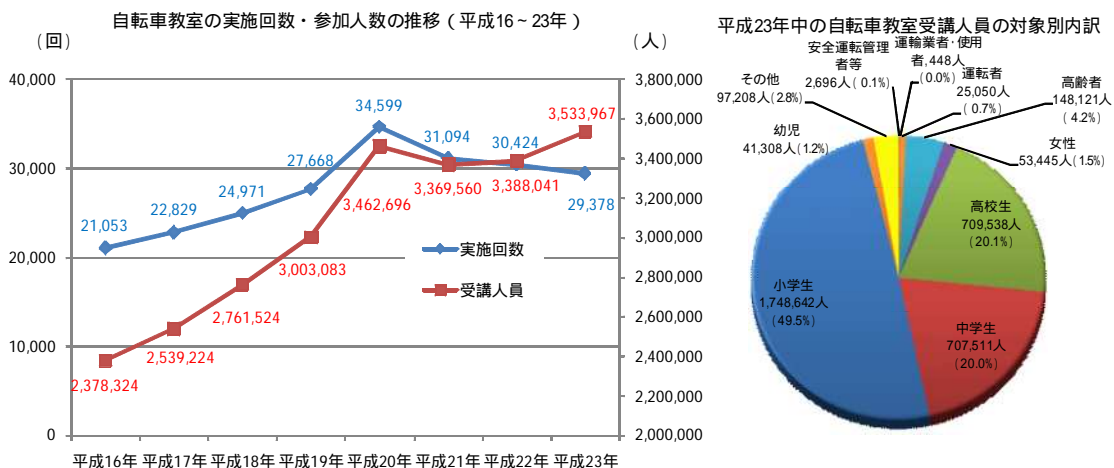 自転車教室の実施回数・参加人数の推移(平成16~23年)
(回)
(人)
40,000
30,000
20,000
10,000
0
3,800,000
3,600,000
3,400,000
3,200,000
3,000,000
2,800,000
2,600,000
2,400,000
2,200,000
2,000,000
21,053
22,829
24,971
27,668
34,599
31,094
30,424
29,378
2,378,324
2,539,224
2,761,524
3,003,083
3,462,696
3,369,560
3,388,041
3,533,967
実施回数
受講人員
平成16年 平成17年 平成18年 平成19年 平成20年 平成21年 平成22年 平成23年
平成23年中の自転車教室受講人員の対象別内訳
安全運転管理
者等
2,696人( 0.1%)
運輸業者・使用
者, 448人
(0.0%)
運転者
25,050人
( 0.7%)
高齢者
148,121人
(4.2%)
女性
53,445人(1.5%)
高校生
709,538人
(20.1%)
中学生
707,511人
(20.0%)
小学生
1,748,642人
(49.5%)
幼児
41,308人(1.2%)
その他
97,208人(2.8%)